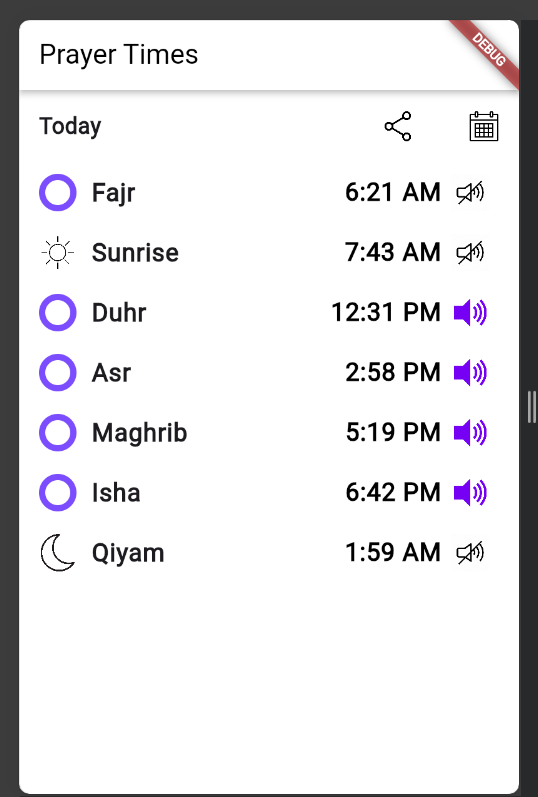 Prayer Times
DEBUG
Today
Fajr 6:21 AM
Sunrise 7:43 AM
Duhr 12:31 PM
Asr 2:58 PM
Maghrib 5:19 PM
Isha 6:42 PM
Qiyam 1:59 AM